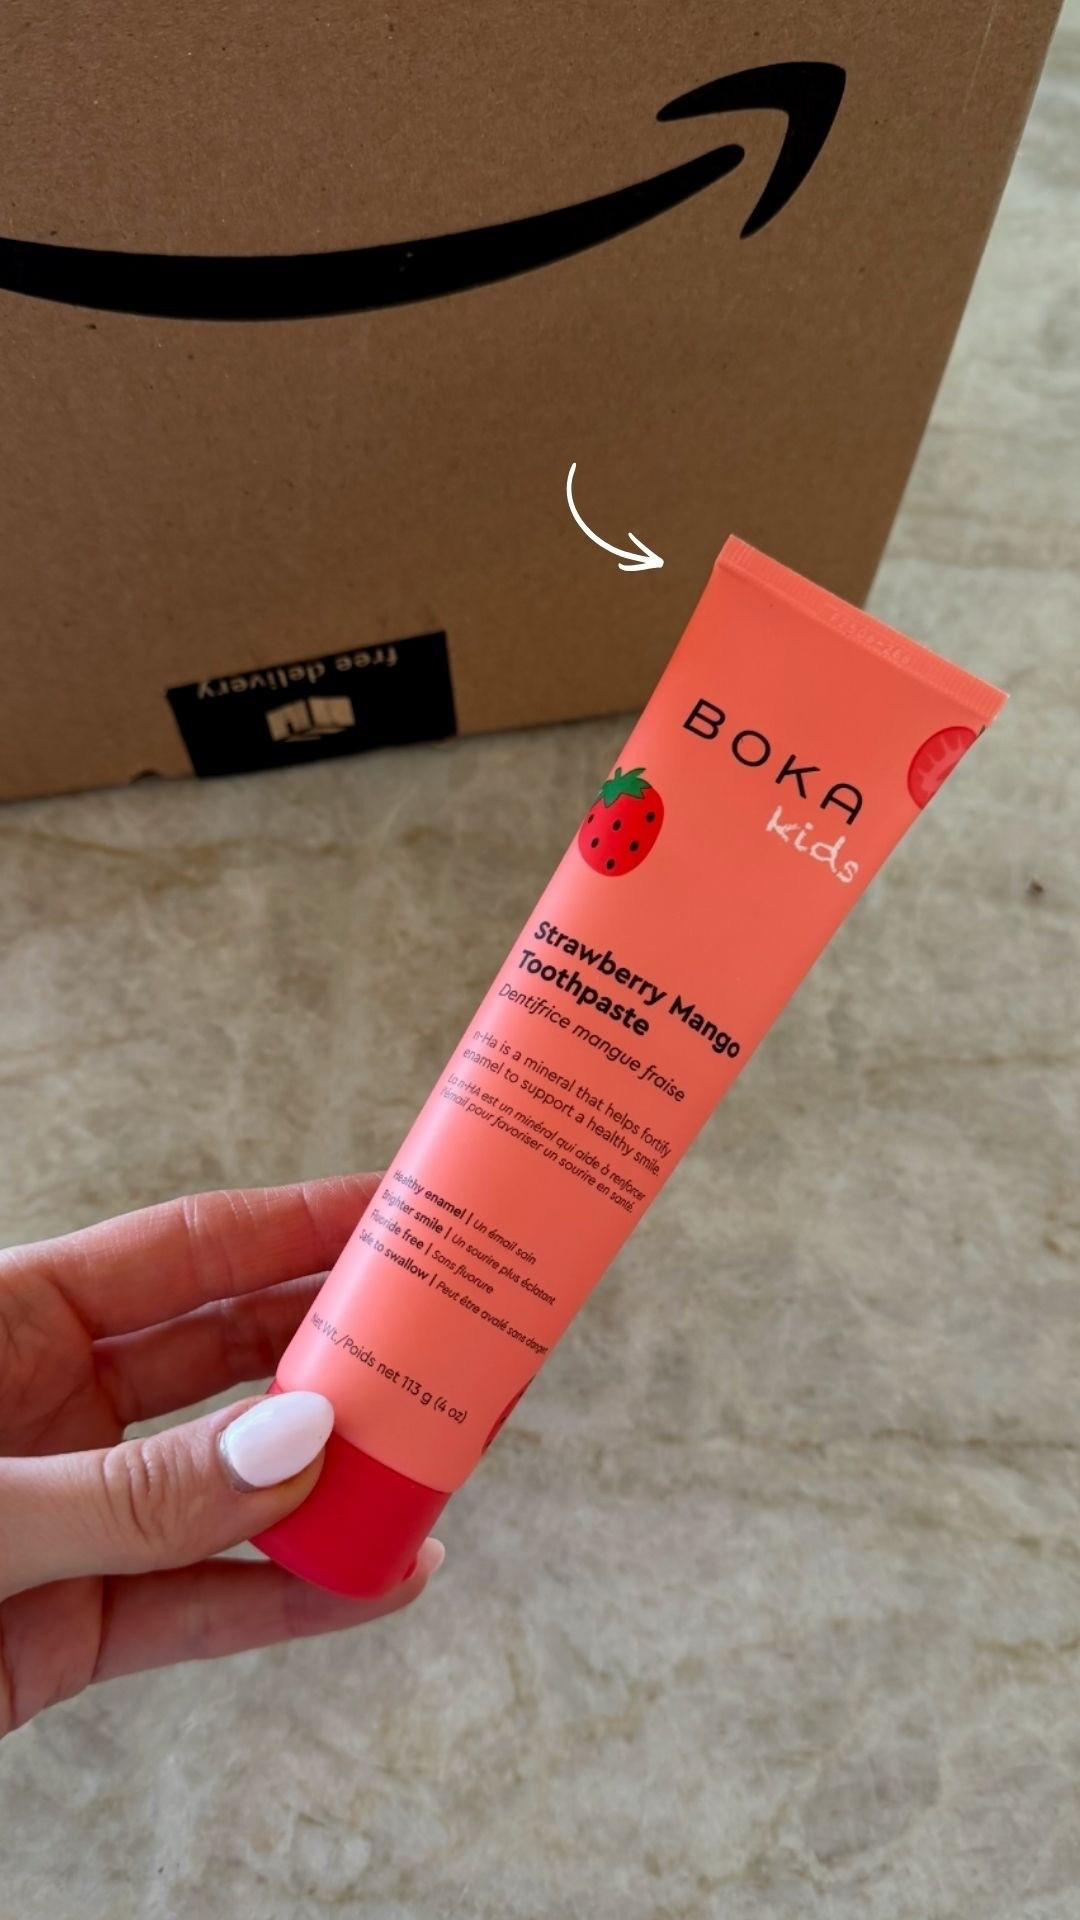 free delivery
BOKA
kids
Strawberry Mango
Toothpaste
Dentifrice mangue fraise
n-Ha is a mineral that helps fortify
enamel to support a healthy smile.
La n-HA est un minéral qui aide à renforcer
l'émail pour favoriser un sourire en santé.
Healthy enamel | Un émail sain
Brighter smile | Un sourire plus éclatant
Fluoride free | Sans fluorure
Safe to swallow | Peut être avalé sans danger
Net Wt./Poids net 113 g (4 oz)